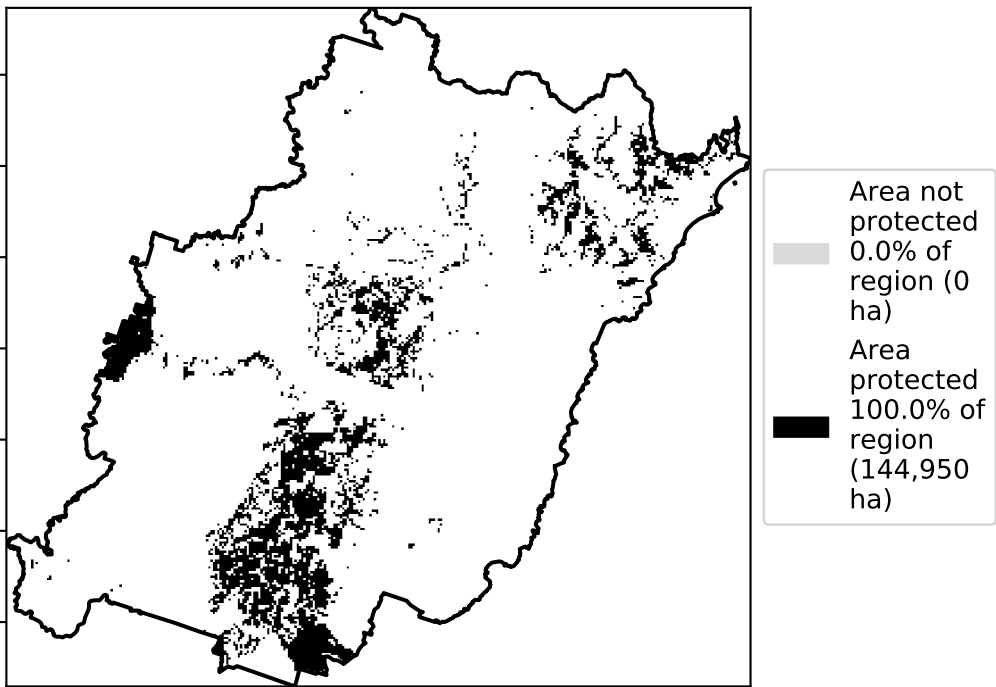 Area not
protected
0.0% of
region (0
ha)
Area
protected
100.0% of
region
(144,950
ha)